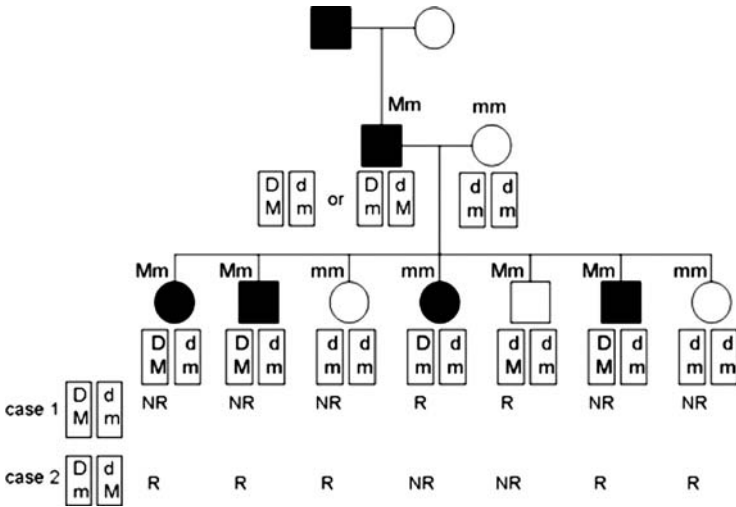 Mm mm
D d or D d d d
M m m M m m
Mm Mm mm mm Mm Mm mm
D d D d d d D d d d D d d d
M m M m m m m m M m M m m m
case 1 D d NR NR NR R R NR NR
M m
case 2 D d R R R NR NR R R
m M